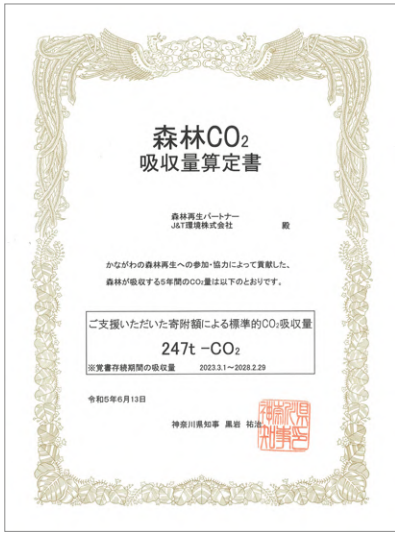 森林CO₂
吸収量算定書
森林再生パートナー
J&T環境株式会社 殿
かながわの森林再生への参加・協力によって貢献した、
森林が吸収する5年間のCO₂量は以下のとおりです。
ご支援いただいた寄附額による標準的CO₂吸収量
247t -CO₂
※覚書存続期間の吸収量 2023.3.1～2028.2.29
令和5年6月13日
神奈川県知事 黒岩 祐治
神奈川県知事印